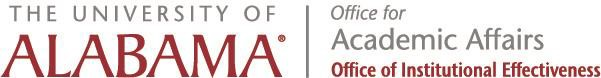 THE UNIVERSITY OF
ALABAMA®
Office for
Academic Affairs
Office of Institutional Effectiveness